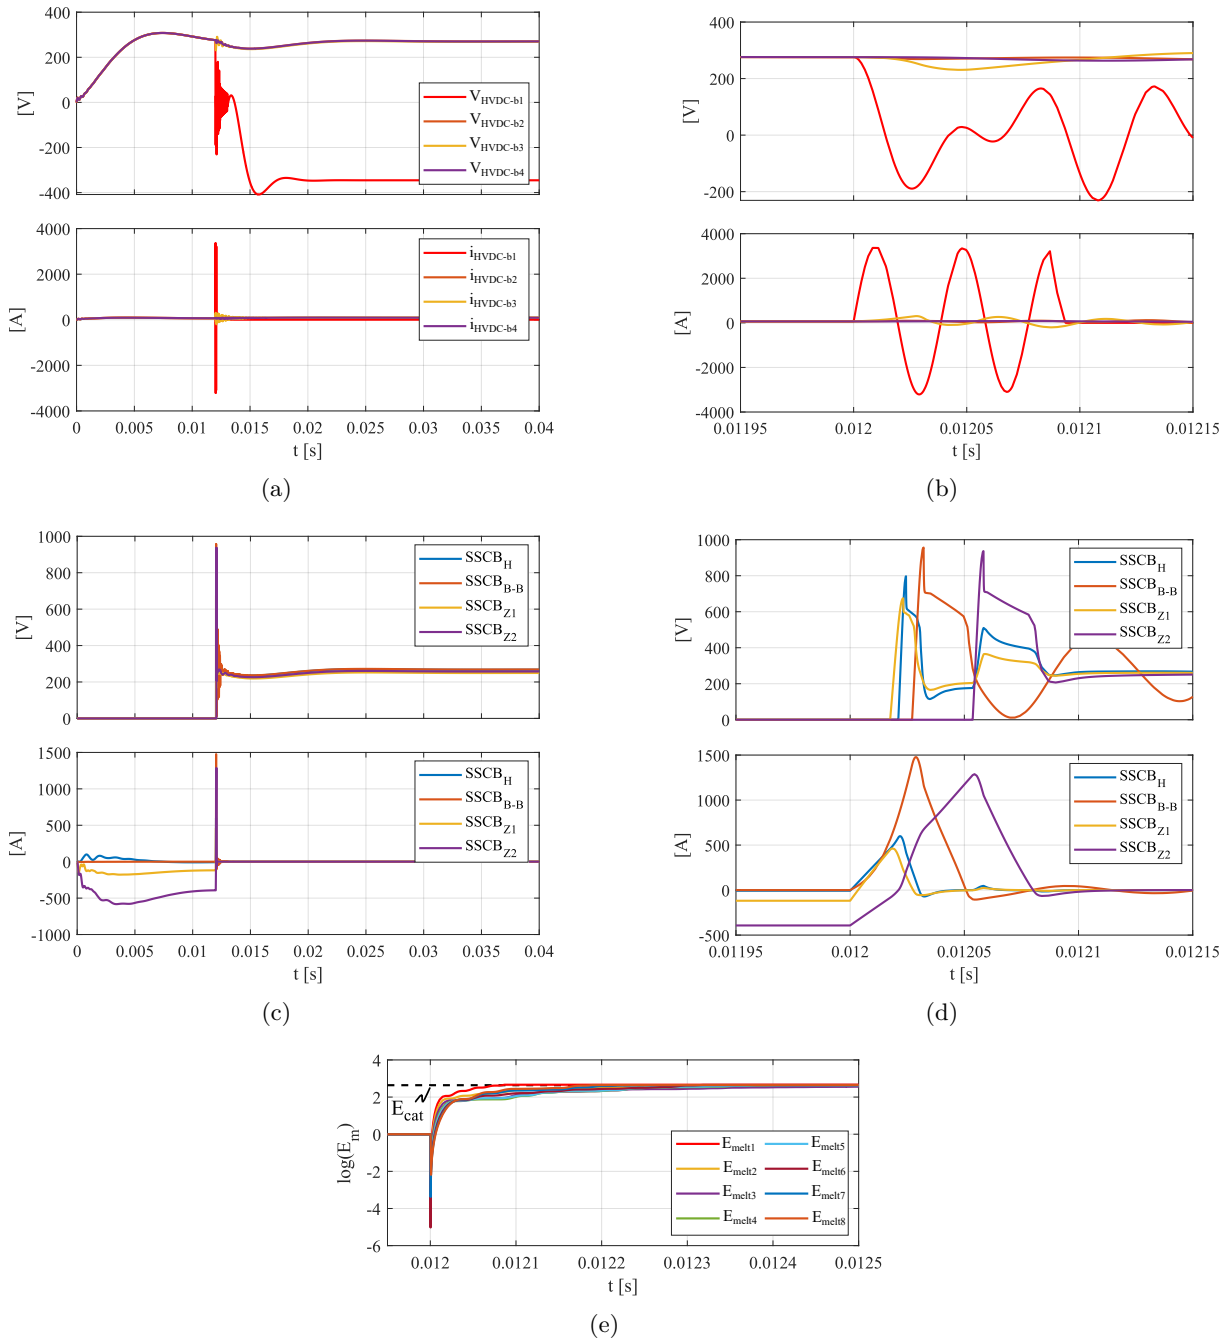 400
200
0
-200
-400
[V]
V_HVDC-b1
V_HVDC-b2
V_HVDC-b3
V_HVDC-b4
4000
2000
0
-2000
-4000
[A]
i_HVDC-b1
i_HVDC-b2
i_HVDC-b3
i_HVDC-b4
0 0.005 0.01 0.015 0.02 0.025 0.03 0.035 0.04
t [s]
(a)
400
200
0
-200
[V]
4000
2000
0
-2000
-4000
[A]
0.01195 0.012 0.01205 0.0121 0.01215
t [s]
(b)
1000
800
600
400
200
0
[V]
SSCB_H
SSCB_B-B
SSCB_Z1
SSCB_Z2
1500
1000
500
0
-500
-1000
[A]
SSCB_H
SSCB_B-B
SSCB_Z1
SSCB_Z2
0 0.005 0.01 0.015 0.02 0.025 0.03 0.035 0.04
t [s]
(c)
1000
800
600
400
200
0
[V]
SSCB_H
SSCB_B-B
SSCB_Z1
SSCB_Z2
1500
1000
500
0
-500
[A]
SSCB_H
SSCB_B-B
SSCB_Z1
SSCB_Z2
0.01195 0.012 0.01205 0.0121 0.01215
t [s]
(d)
4
2
0
-2
-4
-6
log(E_m)
E_cat
E_melt1 E_melt5
E_melt2 E_melt6
E_melt3 E_melt7
E_melt4 E_melt8
0.012 0.0121 0.0122 0.0123 0.0124 0.0125
t [s]
(e)